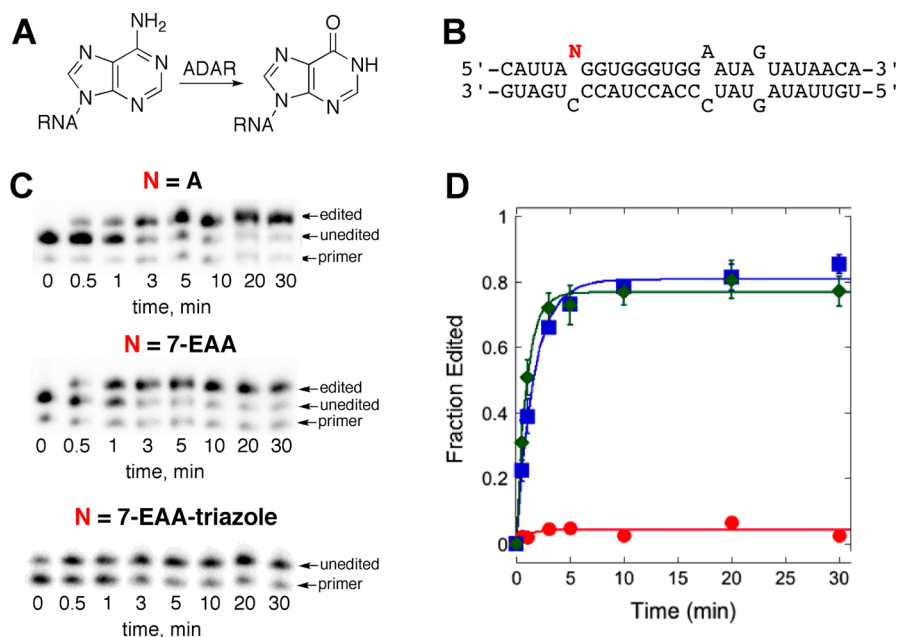 A
NH₂
N
N
N
N
RNA
ADAR
O
N
NH
N
N
RNA
B
N A G
5'-CAUUA GGUGGGUGG AUA UAUAACA-3'
3'-GUAGU CCAUCCACC UAU AUAUUGU-5'
C C G
C
N = A
edited
unedited
primer
0 0.5 1 3 5 10 20 30
time, min
N = 7-EAA
edited
unedited
primer
0 0.5 1 3 5 10 20 30
time, min
N = 7-EAA-triazole
unedited
primer
0 0.5 1 3 5 10 20 30
time, min
D
Fraction Edited
1
0.8
0.6
0.4
0.2
0
0 5 10 15 20 25 30
Time (min)